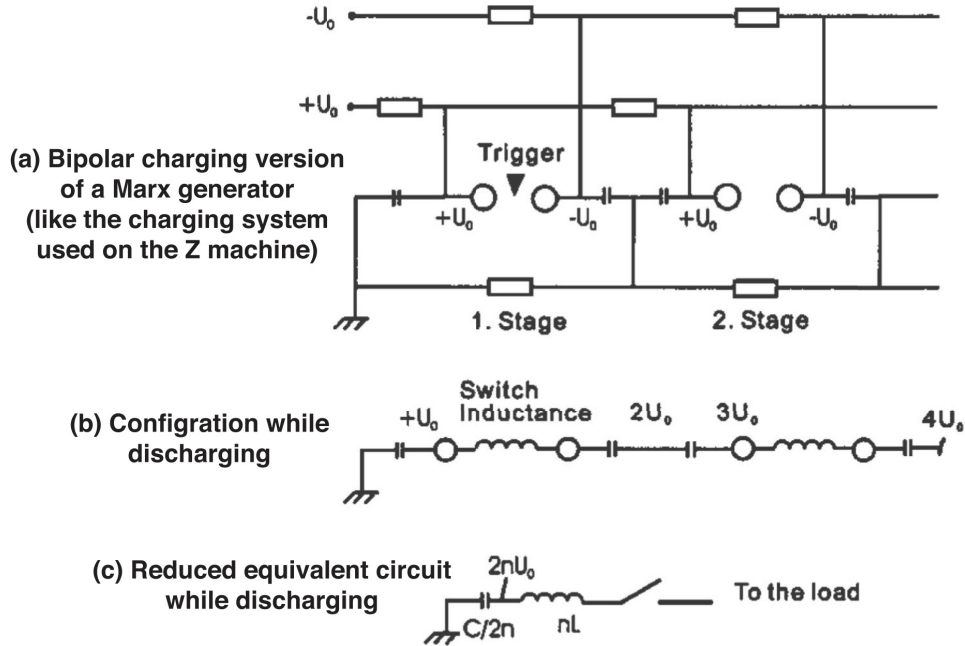 -U₀
+U₀
(a) Bipolar charging version
of a Marx generator
(like the charging system
used on the Z machine)
Trigger
+U₀
-U₀
+U₀
-U₀
1. Stage
2. Stage
(b) Configration while
discharging
+U₀
Switch
Inductance
2U₀
3U₀
4U₀
(c) Reduced equivalent circuit
while discharging
2nU₀
C/2n
nL
To the load